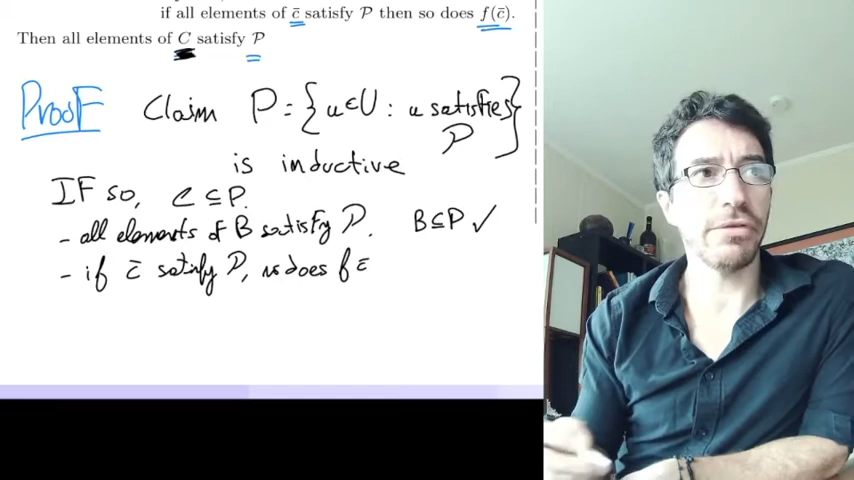 if all elements of c̄ satisfy 𝒫 then so does f(c̄).
Then all elements of C satisfy 𝒫
Proof Claim P = {u ∈ U : u satisfies 𝒫}
is inductive
IF so, C ⊆ P.
- all elements of B satisfy 𝒫. B ⊆ P ✓
- if c̄ satisfy 𝒫, so does f c̄